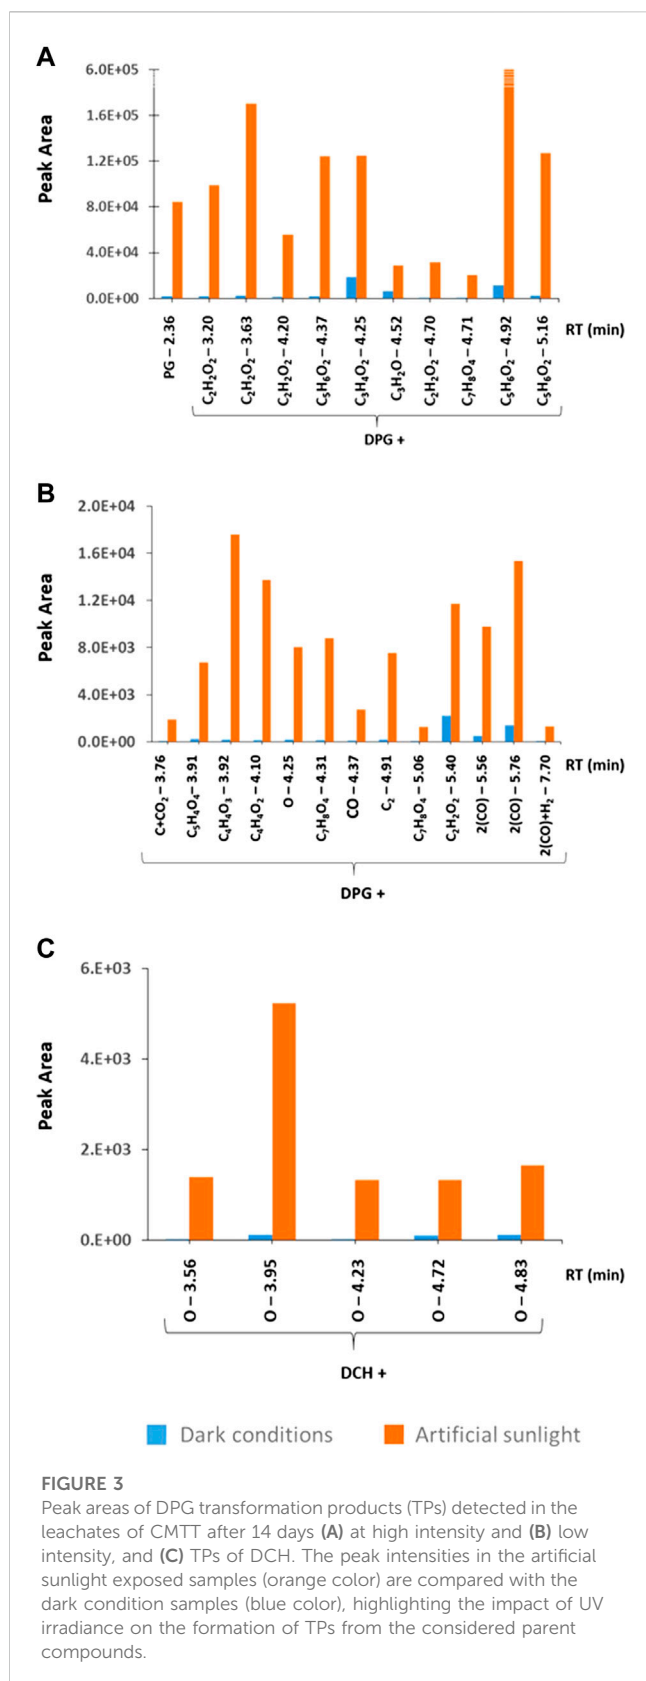 A
Peak Area
6.0E+05
1.6E+05
1.2E+05
8.0E+04
4.0E+04
0.0E+00
PG – 2.36
C₂H₂O₂ – 3.20
C₂H₂O₂ – 3.63
C₂H₂O₂ – 4.20
C₅H₆O₂ – 4.37
C₃H₄O₂ – 4.25
C₃H₂O – 4.52
C₂H₂O₂ – 4.70
C₇H₈O₄ – 4.71
C₅H₆O₂ – 4.92
C₅H₆O₂ – 5.16
RT (min)
DPG +
B
Peak Area
2.0E+04
1.6E+04
1.2E+04
8.0E+03
4.0E+03
0.0E+00
C+CO₂ – 3.76
C₅H₄O₄ – 3.91
C₄H₄O₃ – 3.92
C₄H₄O₂ – 4.10
O – 4.25
C₇H₈O₄ – 4.31
CO – 4.37
C₂ – 4.91
C₇H₈O₄ – 5.06
C₂H₂O₂ – 5.40
2(CO) – 5.56
2(CO) – 5.76
2(CO)+H₂ – 7.70
RT (min)
DPG +
C
Peak Area
6.E+03
4.E+03
2.E+03
0.E+00
O – 3.56
O – 3.95
O – 4.23
O – 4.72
O – 4.83
RT (min)
DCH +
Dark conditions
Artificial sunlight
FIGURE 3
Peak areas of DPG transformation products (TPs) detected in the
leachates of CMTT after 14 days (A) at high intensity and (B) low
intensity, and (C) TPs of DCH. The peak intensities in the artificial
sunlight exposed samples (orange color) are compared with the
dark condition samples (blue color), highlighting the impact of UV
irradiance on the formation of TPs from the considered parent
compounds.